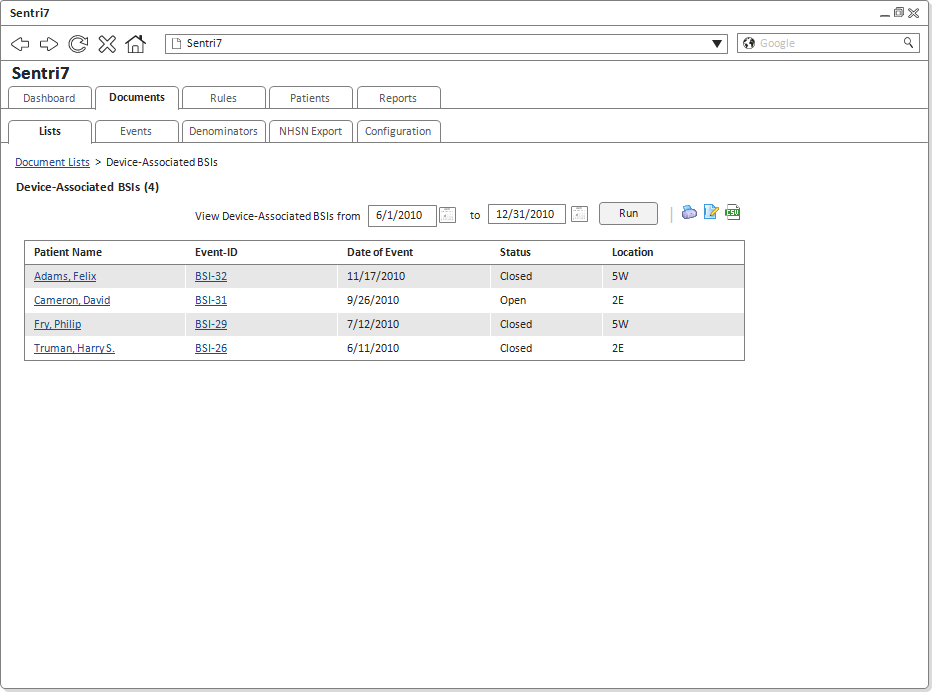 Sentri7
Sentri7 Google
Sentri7
Dashboard Documents Rules Patients Reports
Lists Events Denominators NHSN Export Configuration
Document Lists > Device-Associated BSIs
Device-Associated BSIs (4)
View Device-Associated BSIs from 6/1/2010 to 12/31/2010 Run | CSV
Patient Name Event-ID Date of Event Status Location
Adams, Felix BSI-32 11/17/2010 Closed 5W
Cameron, David BSI-31 9/26/2010 Open 2E
Fry, Philip BSI-29 7/12/2010 Closed 5W
Truman, Harry S. BSI-26 6/11/2010 Closed 2E